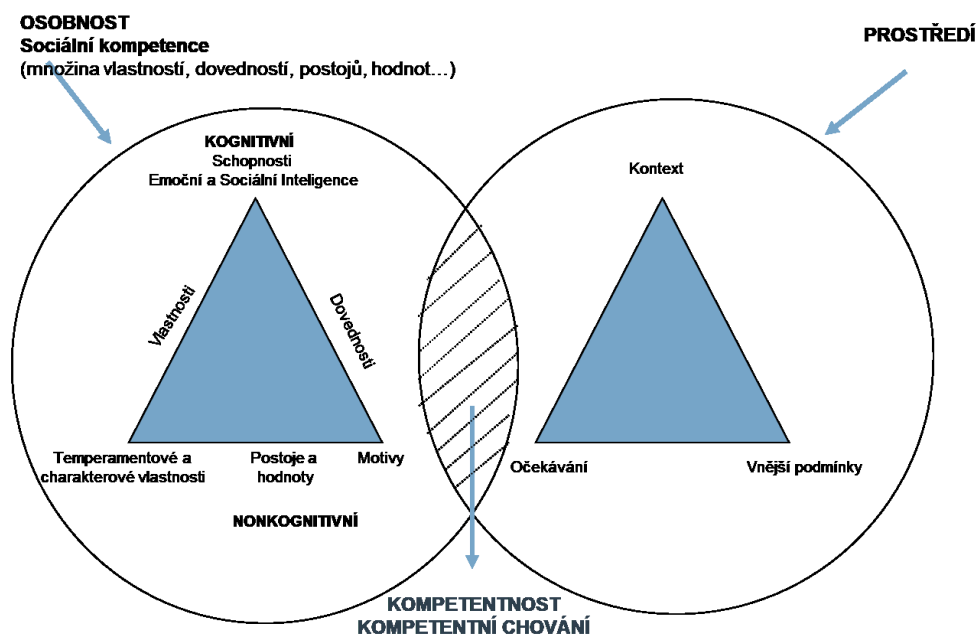 OSOBNOST
Sociální kompetence
(množina vlastností, dovedností, postojů, hodnot…)
PROSTŘEDÍ
KOGNITIVNÍ
Schopnosti
Emoční a Sociální Inteligence
Kontext
Vlastnosti
Dovednosti
Temperamentové a
charakterové vlastnosti
Postoje a
hodnoty
Motivy
Očekávání
Vnější podmínky
NONKOGNITIVNÍ
KOMPETENTNOST
KOMPETENTNÍ CHOVÁNÍ